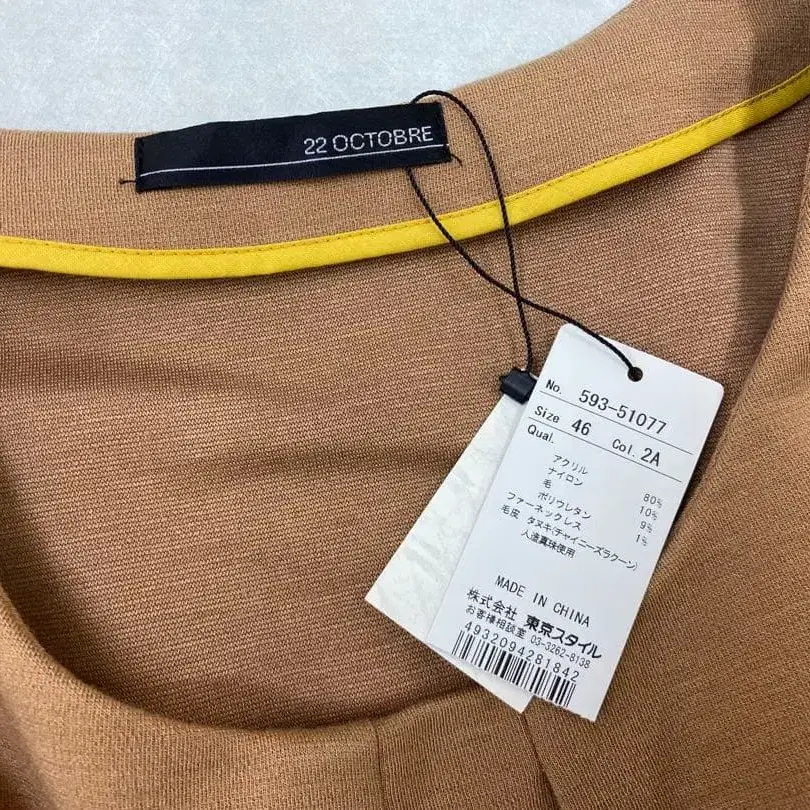 22 OCTOBRE
No. 593-51077
Size 46 Col. 2A
Qual.
アクリル 80%
ナイロン 10%
毛 9%
ポリウレタン 1%
ファーネックレス
毛皮 タヌキ(チャイニーズラクーン)
人造真珠使用
MADE IN CHINA
株式会社 東京スタイル
お客様相談室 03-3262-8138
4932094281842